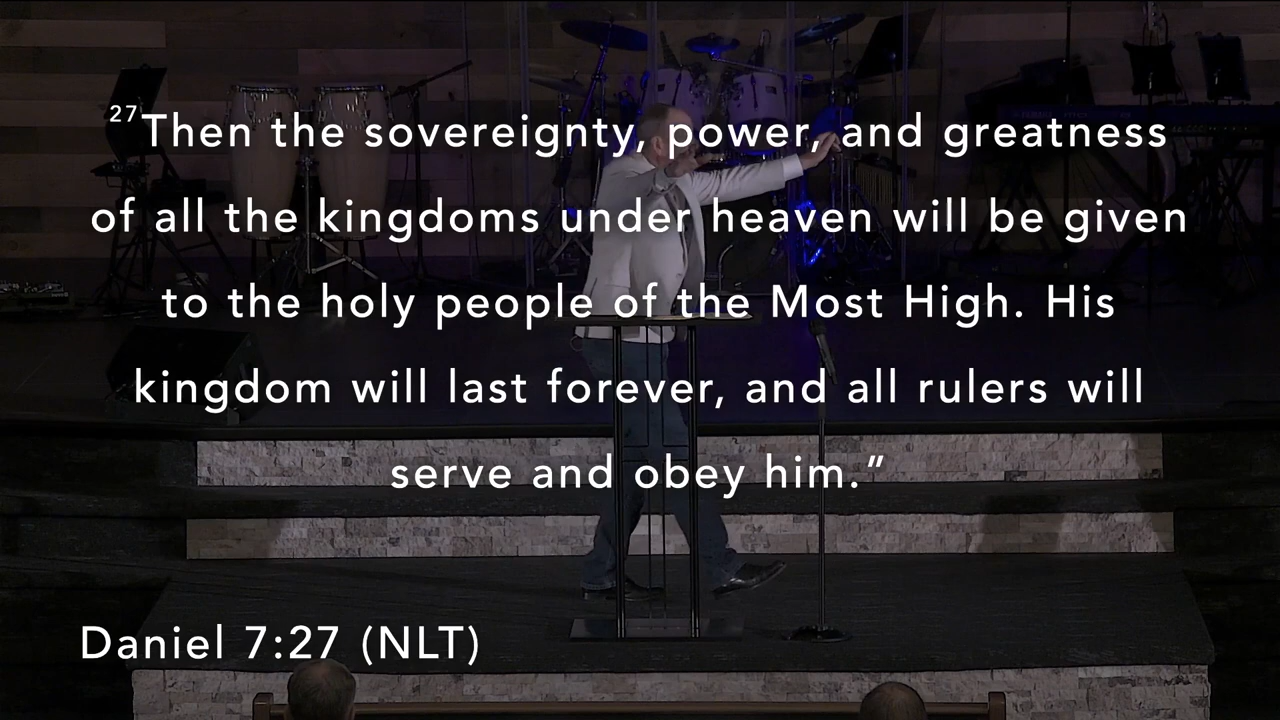 27Then the sovereignty, power, and greatness
of all the kingdoms under heaven will be given
to the holy people of the Most High. His
kingdom will last forever, and all rulers will
serve and obey him.”
Daniel 7:27 (NLT)